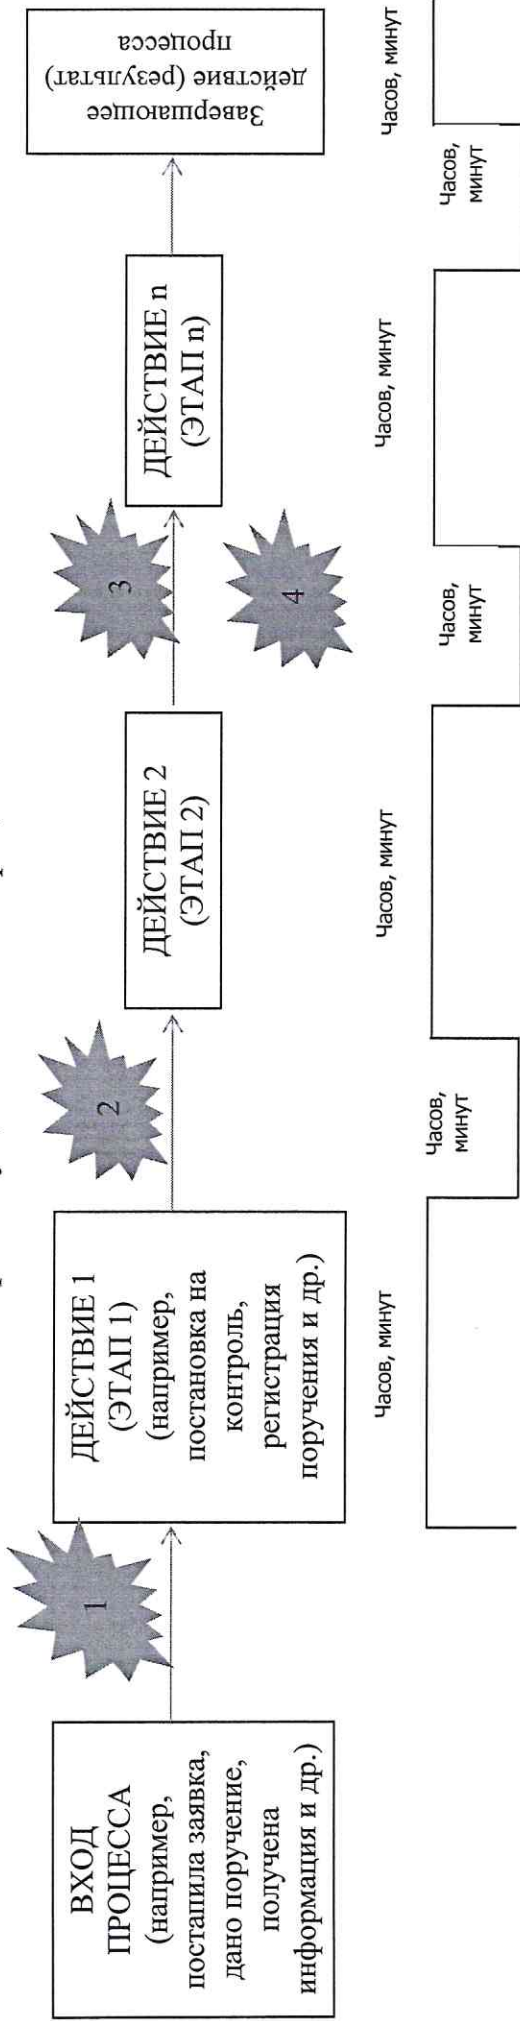 ВХОД
ПРОЦЕССА
(например,
постапила заявка,
дано поручение,
получена
информация и др.)
1
ДЕЙСТВИЕ 1
(ЭТАП 1)
(например,
постановка на
контроль,
регистрация
поручения и др.)
2
ДЕЙСТВИЕ 2
(ЭТАП 2)
3
4
ДЕЙСТВИЕ n
(ЭТАП n)
Завершающее
действие (результат)
процесса
Часов, минут
Часов,
минут
Часов, минут
Часов,
минут
Часов, минут
Часов,
минут
Часов, минут